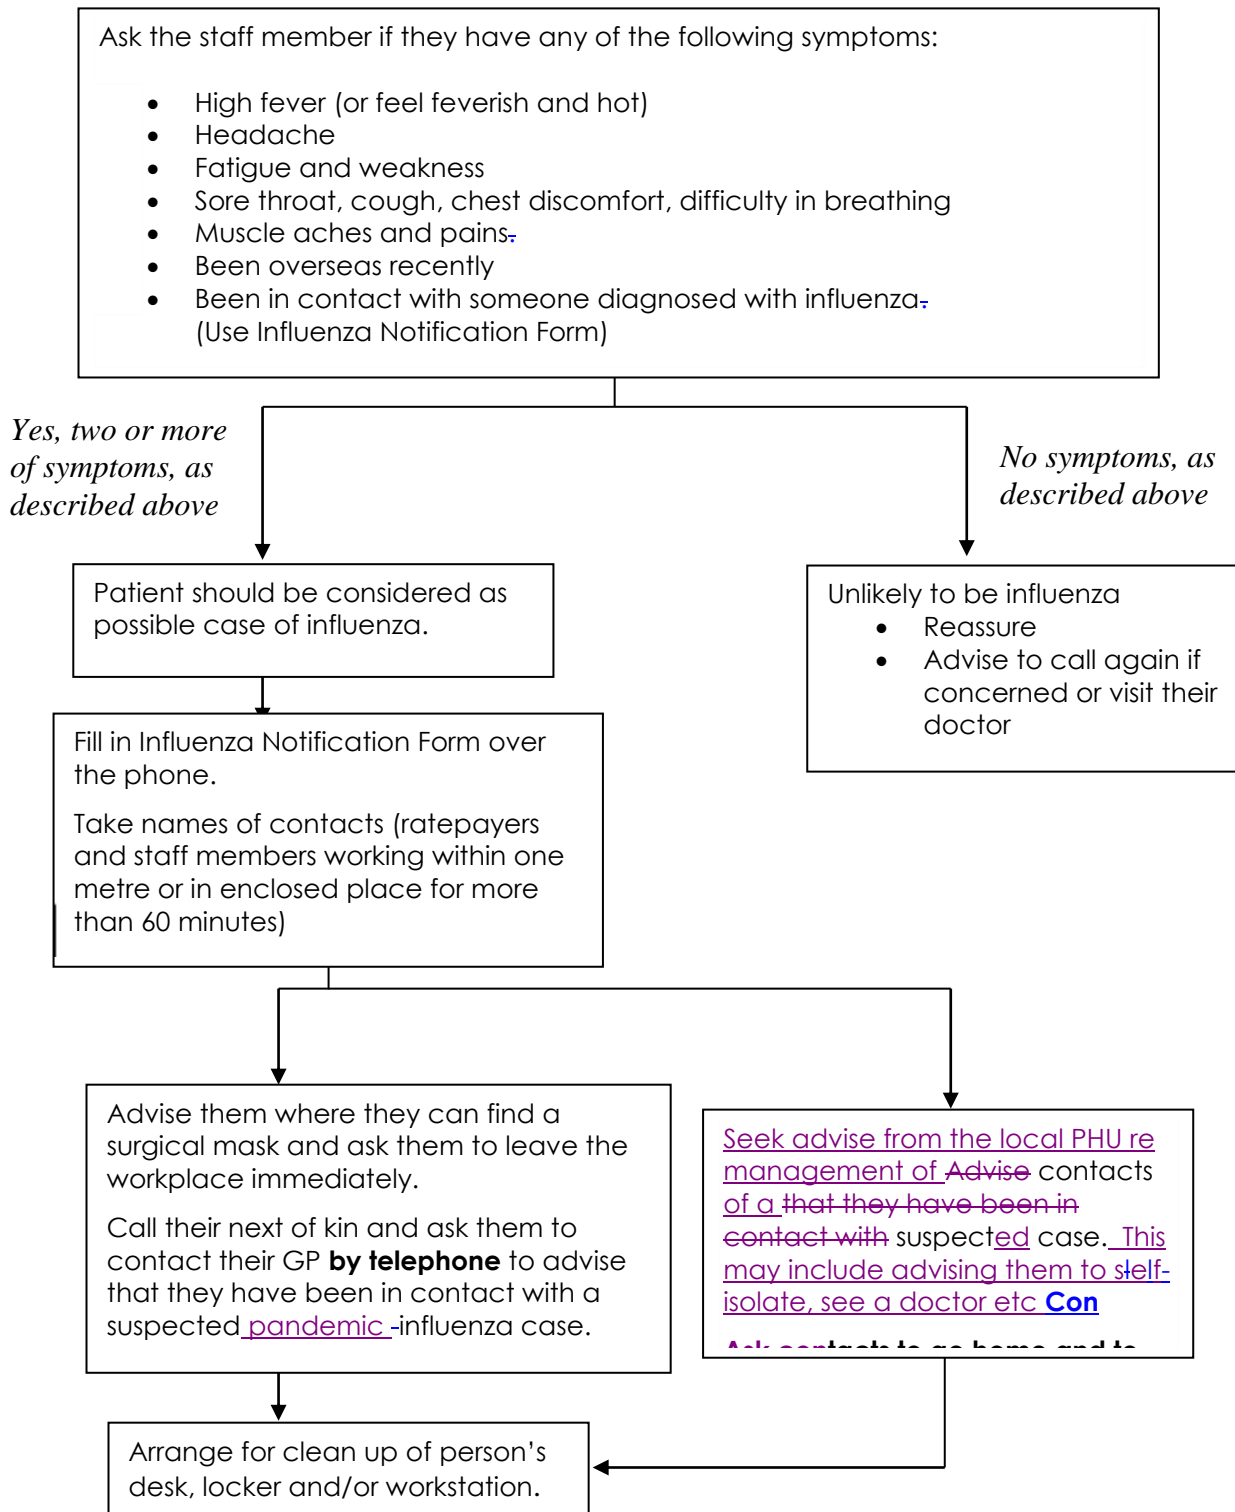 Ask the staff member if they have any of the following symptoms:
• High fever (or feel feverish and hot)
• Headache
• Fatigue and weakness
• Sore throat, cough, chest discomfort, difficulty in breathing
• Muscle aches and pains.
• Been overseas recently
• Been in contact with someone diagnosed with influenza.
(Use Influenza Notification Form)
Yes, two or more
of symptoms, as
described above
No symptoms, as
described above
Patient should be considered as
possible case of influenza.
Unlikely to be influenza
• Reassure
• Advise to call again if
concerned or visit their
doctor
Fill in Influenza Notification Form over
the phone.
Take names of contacts (ratepayers
and staff members working within one
metre or in enclosed place for more
than 60 minutes)
Advise them where they can find a
surgical mask and ask them to leave the
workplace immediately.
Call their next of kin and ask them to
contact their GP by telephone to advise
that they have been in contact with a
suspected pandemic -influenza case.
Seek advise from the local PHU re
management of Advise contacts
of a that they have been in
contact with suspected case. This
may include advising them to slelf-
isolate, see a doctor etc Con
Ask contacts to go home and to
Arrange for clean up of person's
desk, locker and/or workstation.